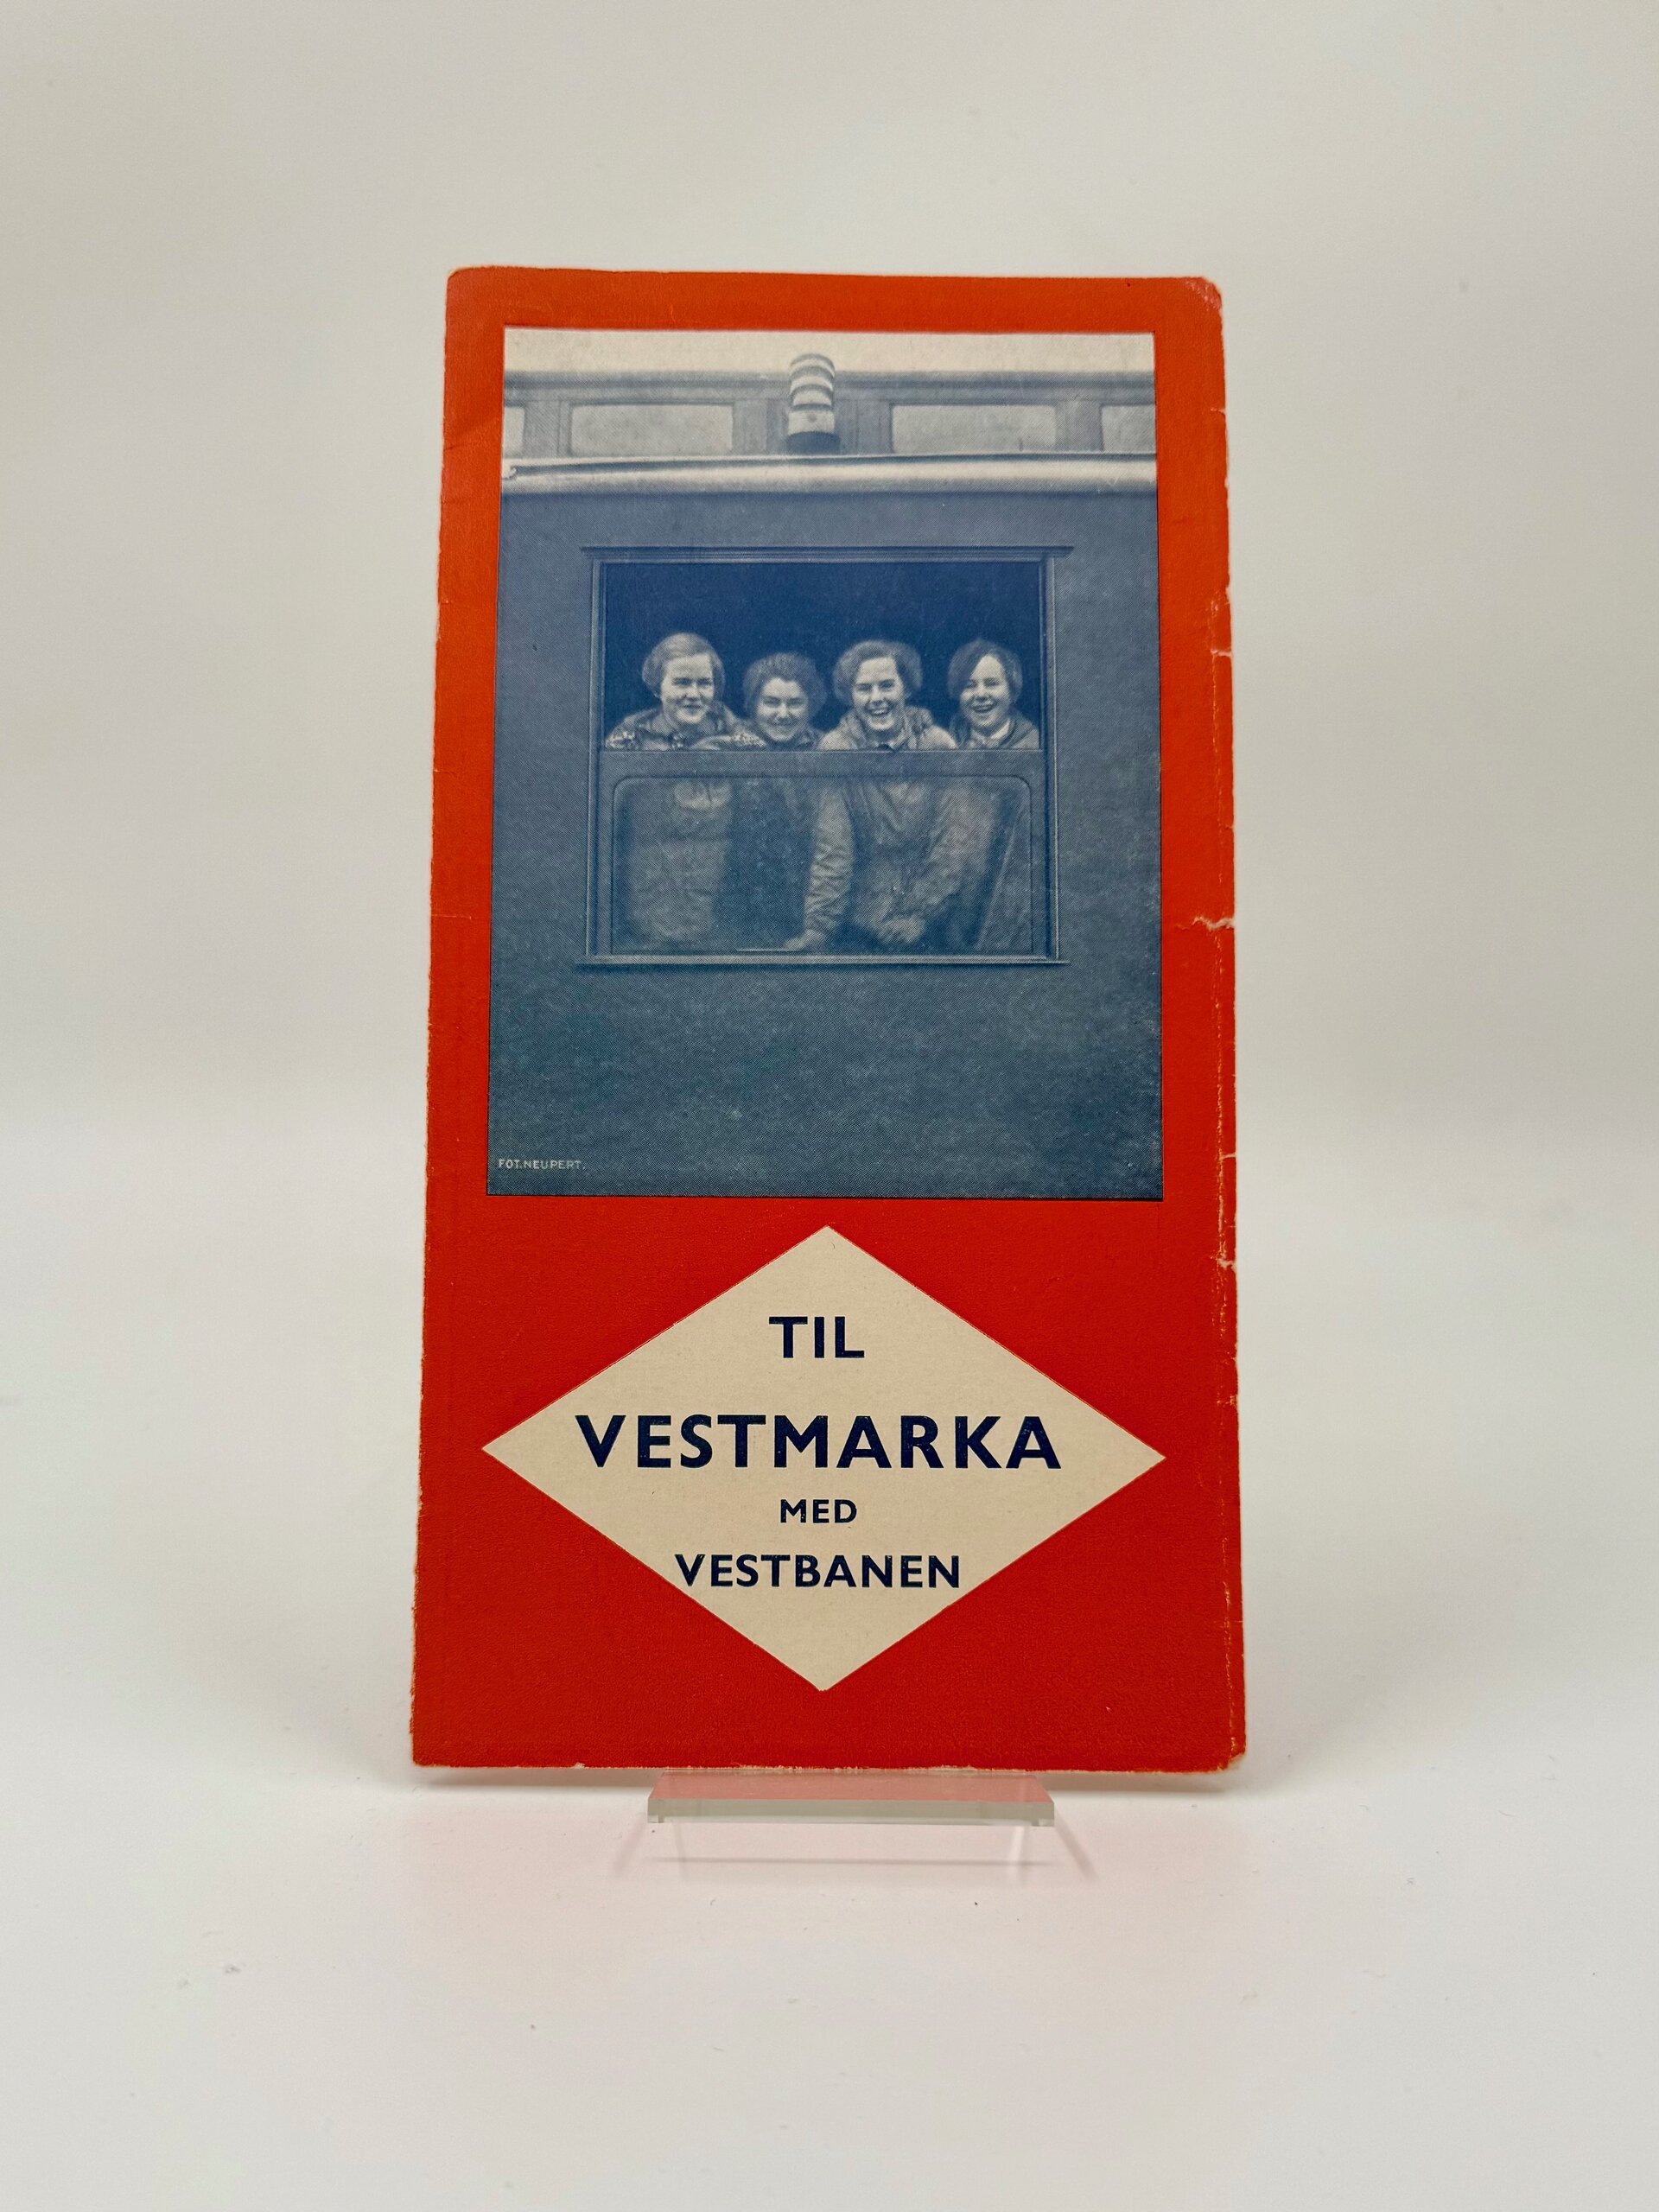 FOT. NEUPERT.
TIL
VESTMARKA
MED
VESTBANEN